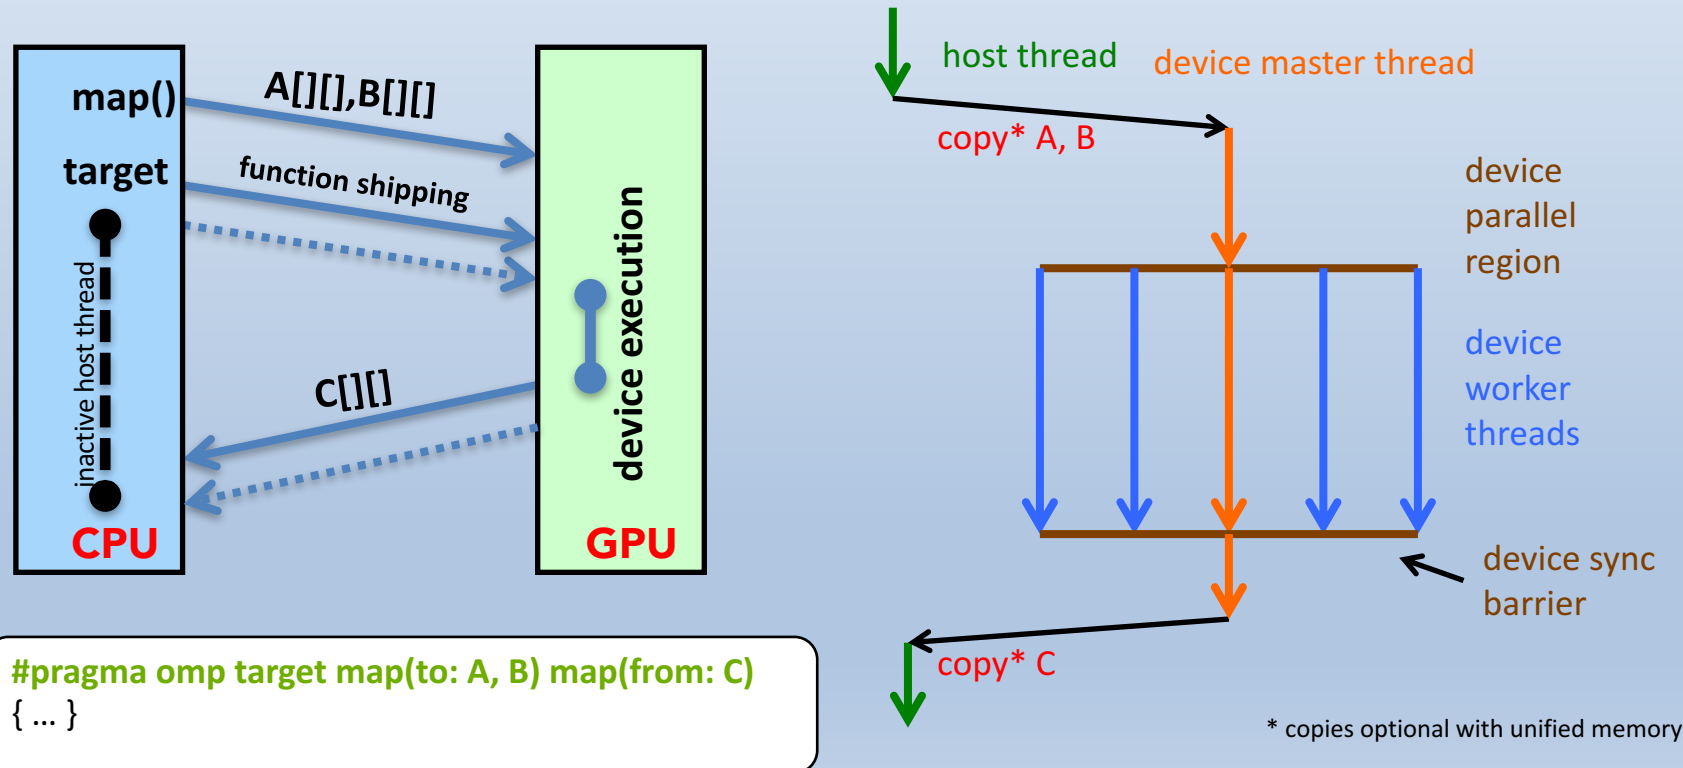 map()
A[][],B[][]
target
function shipping
inactive host thread
device execution
C[][]
CPU
GPU
#pragma omp target map(to: A, B) map(from: C)
{ ... }
host thread
device master thread
copy* A, B
device
parallel
region
device
worker
threads
device sync
barrier
copy* C
* copies optional with unified memory